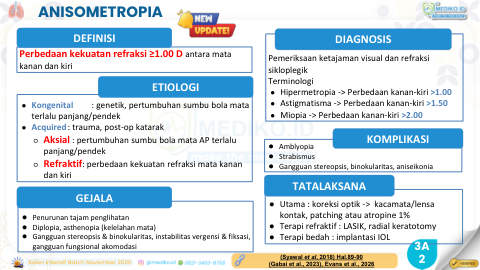 ANISOMETROPIA
NEW
UPDATE!
MEDIKO.ID
DEFINISI
Perbedaan kekuatan refraksi ≥1.00 D antara mata
kanan dan kiri
ETIOLOGI
• Kongenital : genetik, pertumbuhan sumbu bola mata
terlalu panjang/pendek
• Acquired : trauma, post-op katarak
o Aksial : pertumbuhan sumbu bola mata AP terlalu
panjang/pendek
o Refraktif: perbedaan kekuatan refraksi mata kanan
dan kiri
GEJALA
• Penurunan tajam penglihatan
• Diplopia, asthenopia (kelelahan mata)
• Gangguan stereopsis & binokularitas, instabilitas vergensi & fiksasi,
gangguan fungsional akomodasi
DIAGNOSIS
Pemeriksaan ketajaman visual dan refraksi
sikloplegik
Terminologi
• Hipermetropia -> Perbedaan kanan-kiri >1.00
• Astigmatisma -> Perbedaan kanan-kiri >1.50
• Miopia -> Perbedaan kanan-kiri >2.00
MEDIKO.ID
KOMPLIKASI
• Amblyopia
• Strabismus
• Gangguan stereopsis, binokularitas, aniseikonia
TATALAKSANA
• Utama : koreksi optik -> kacamata/lensa
kontak, patching atau atropine 1%
• Terapi refraktif : LASIK, radial keratotomy
• Terapi bedah : implantasi IOL
3A
2
(Syawal et al, 2018) Hal.89-90
(Gabai et al., 2023), Evans et al., 2026